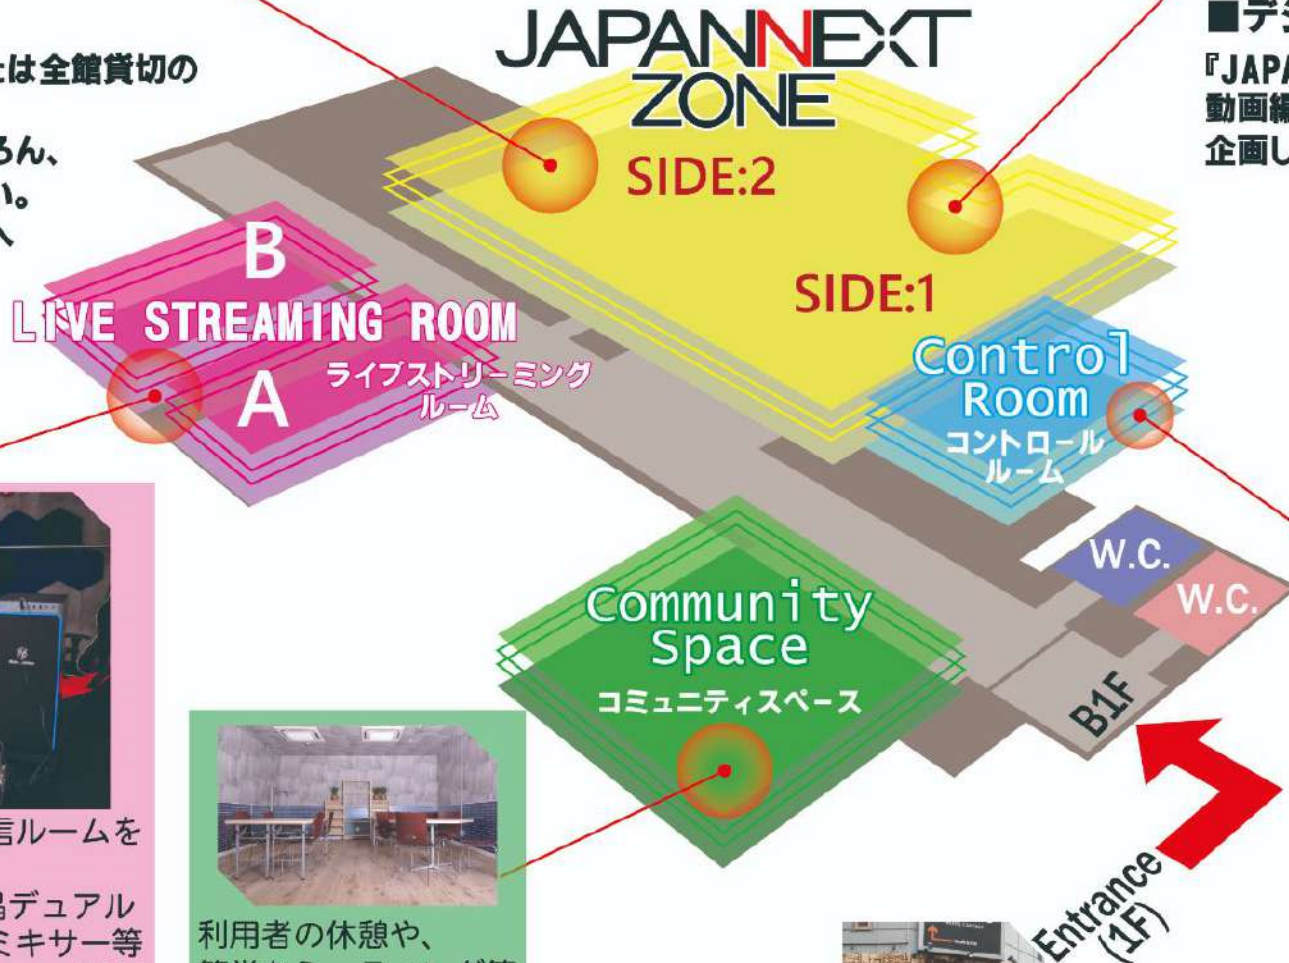 JAPANNEXT
ZONE
は全館貸切の
ろん、
い。
へ
■デジ
『JAPA
動画編
企画し
SIDE:2
SIDE:1
B
LIVE STREAMING ROOM
A
ライブストリーミング
ルーム
Control
Room
コントロール
ルーム
W.C.
W.C.
Community
Space
コミュニティスペース
B1F
Entrance
(1F)
信ルームを
デュアル
ミキサー等
利用者の休憩や、